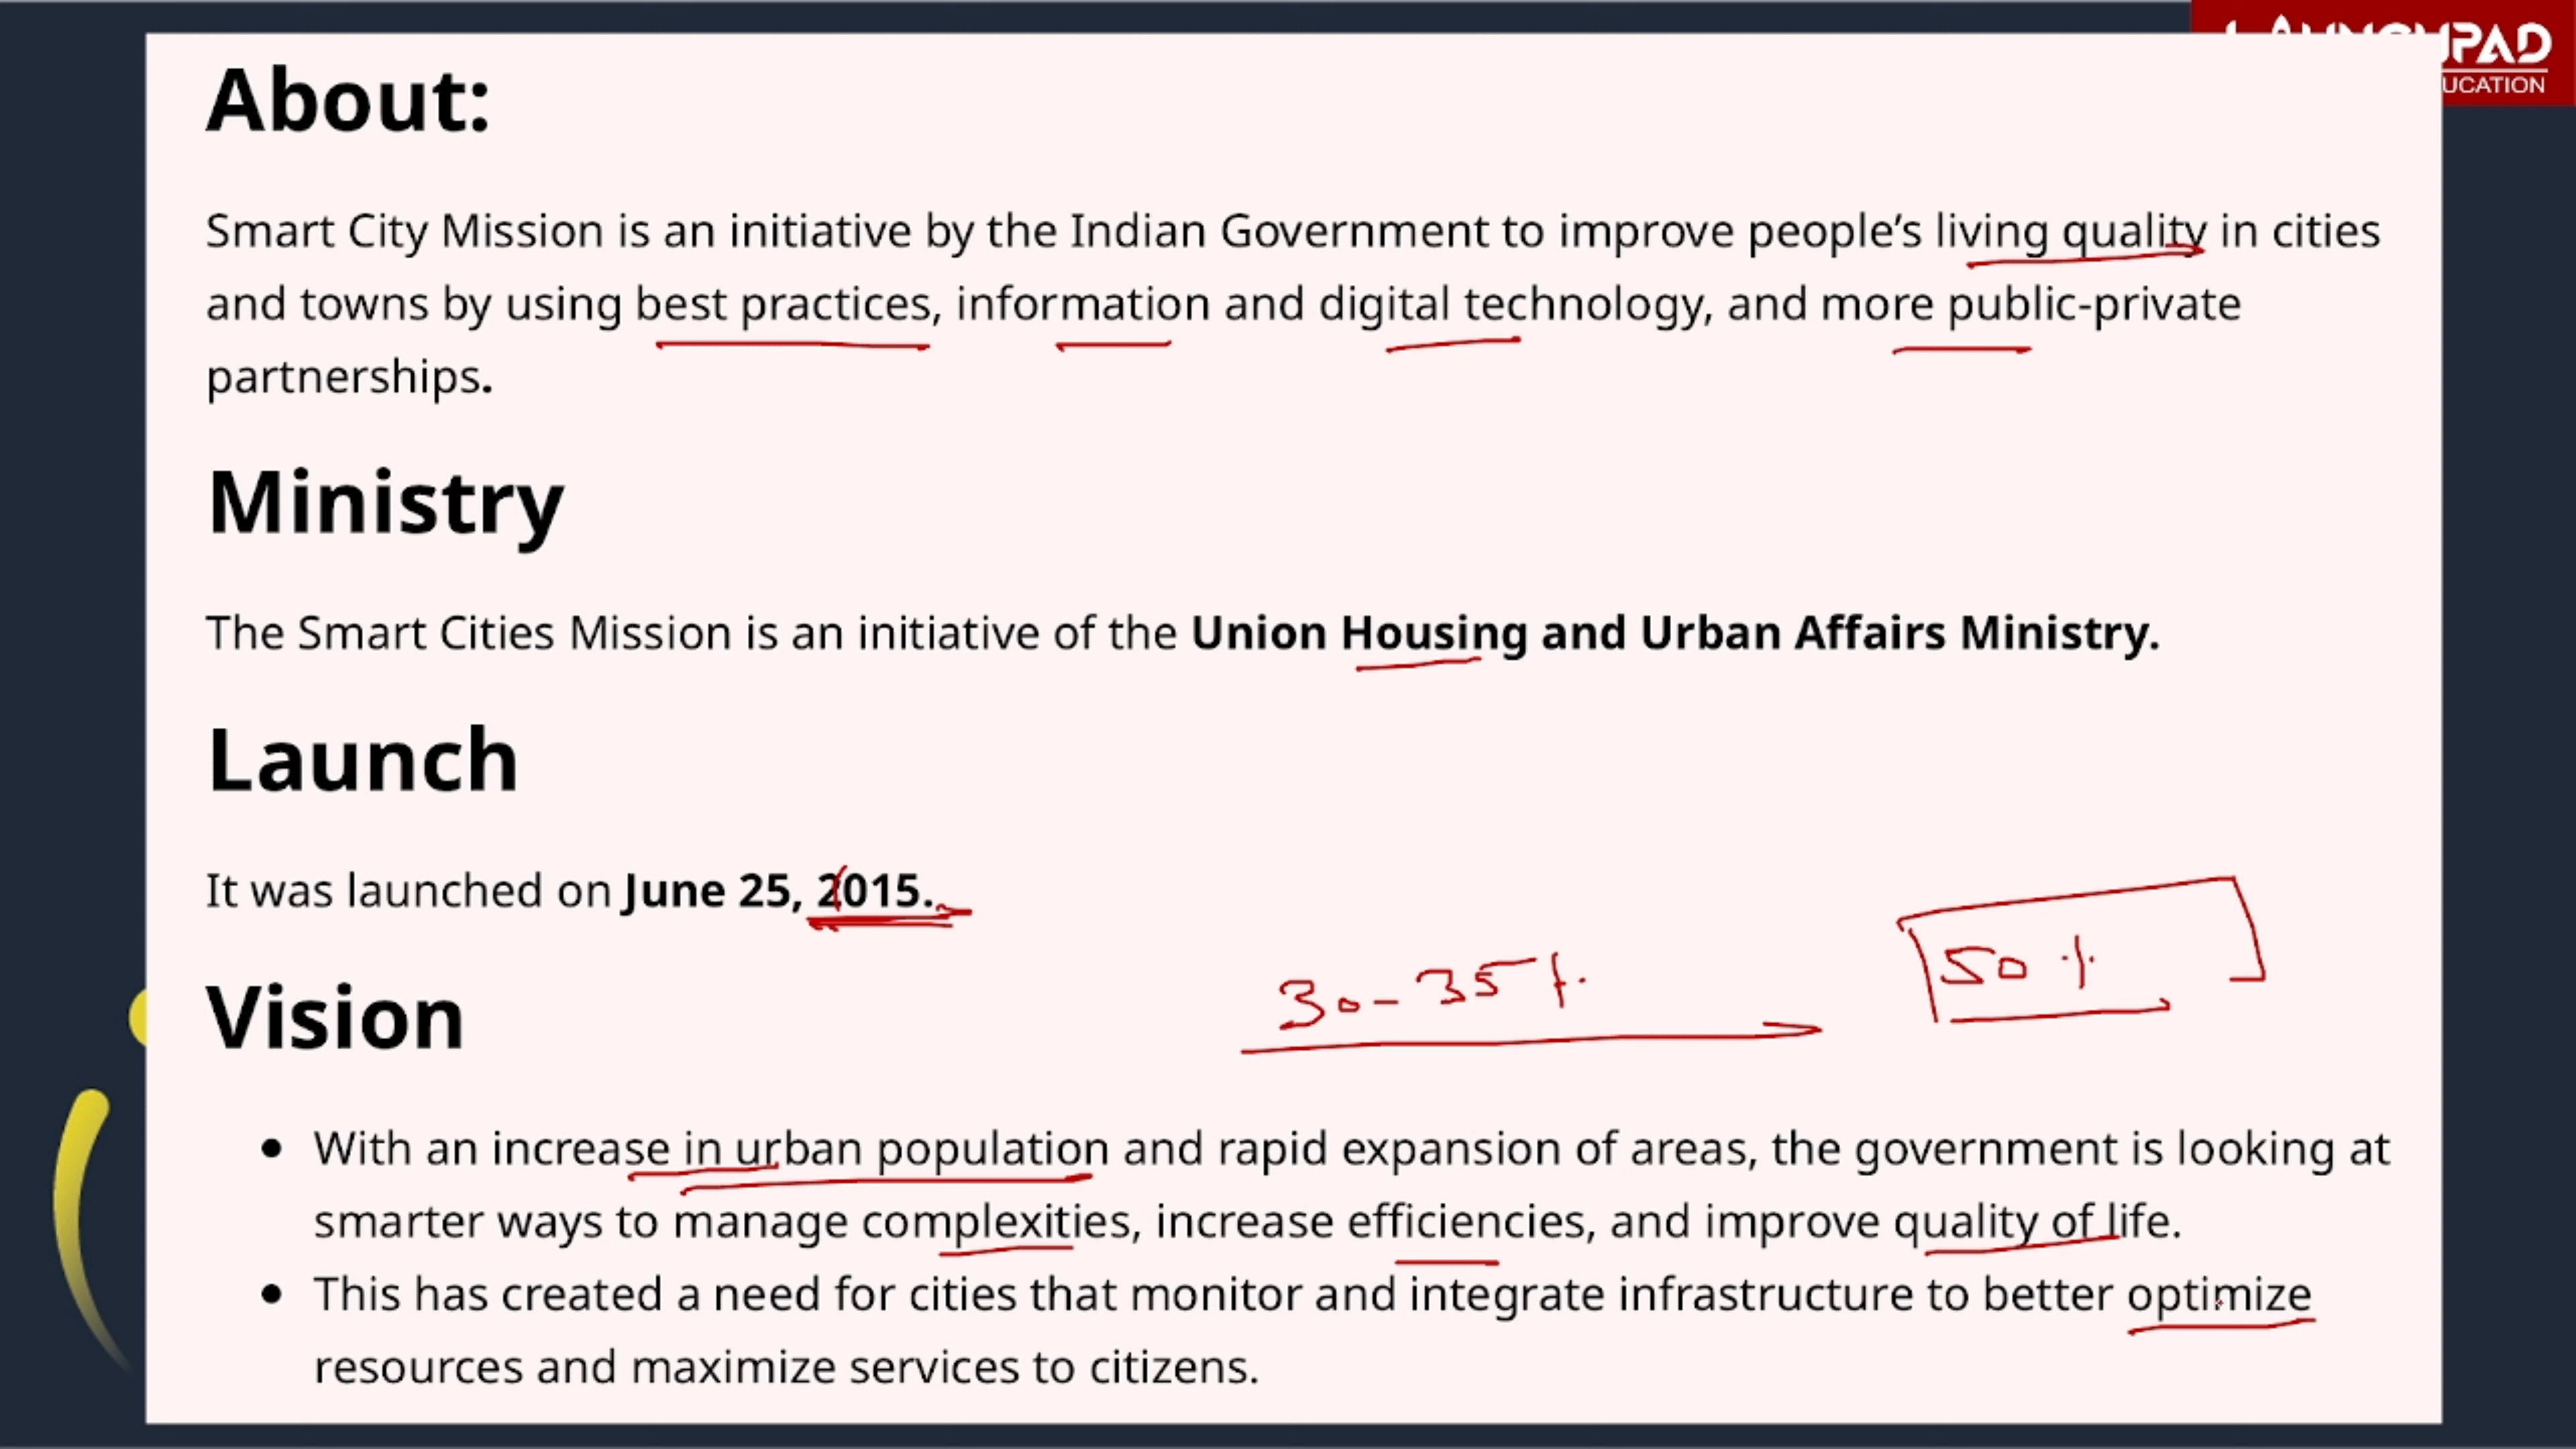 About:
Smart City Mission is an initiative by the Indian Government to improve people’s living quality in cities
and towns by using best practices, information and digital technology, and more public-private
partnerships.
Ministry
The Smart Cities Mission is an initiative of the Union Housing and Urban Affairs Ministry.
Launch
It was launched on June 25, 2015.
30-35%
50%
Vision
• With an increase in urban population and rapid expansion of areas, the government is looking at
smarter ways to manage complexities, increase efficiencies, and improve quality of life.
• This has created a need for cities that monitor and integrate infrastructure to better optimize
resources and maximize services to citizens.